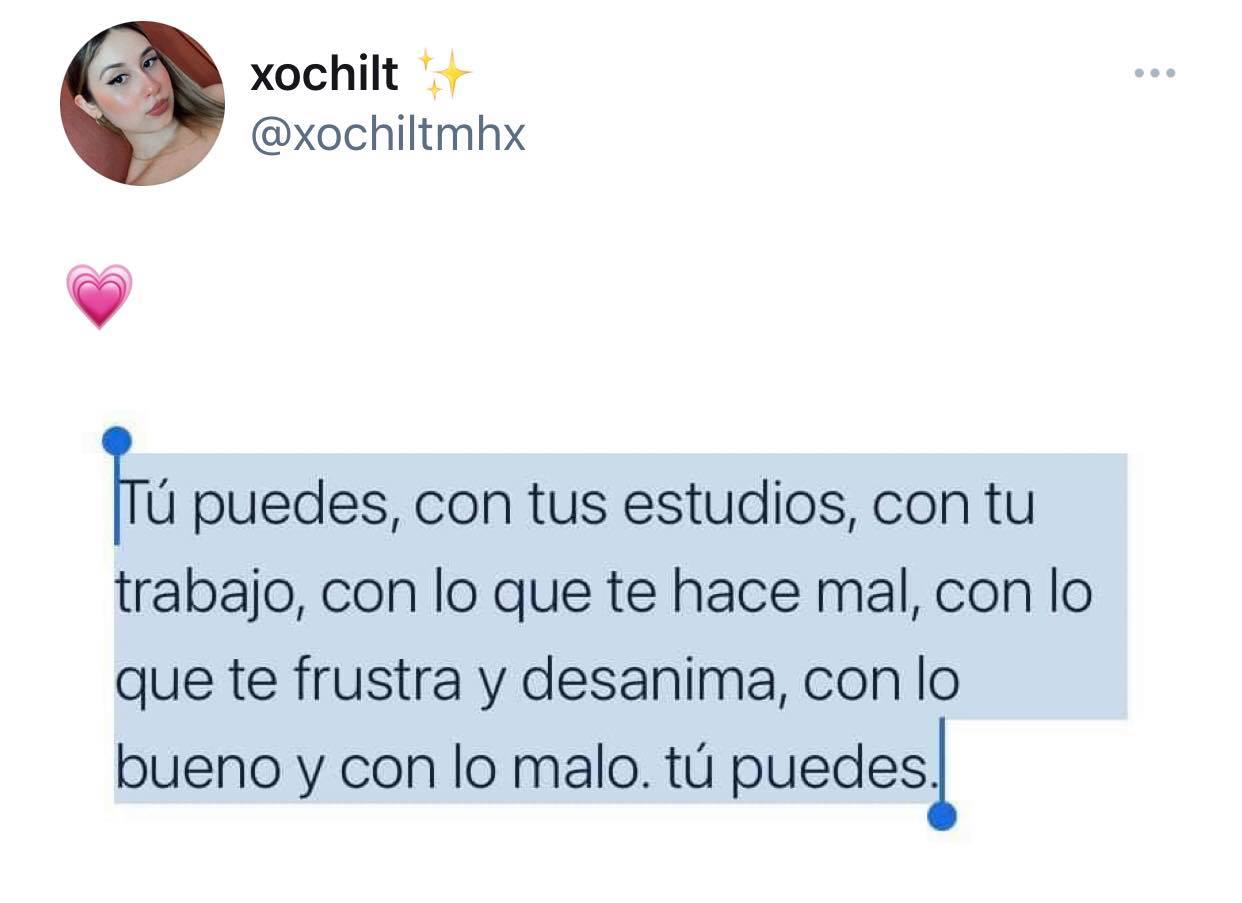 xochilt ✨
@xochiltmhx
💗
Tú puedes, con tus estudios, con tu
trabajo, con lo que te hace mal, con lo
que te frustra y desanima, con lo
bueno y con lo malo. tú puedes.